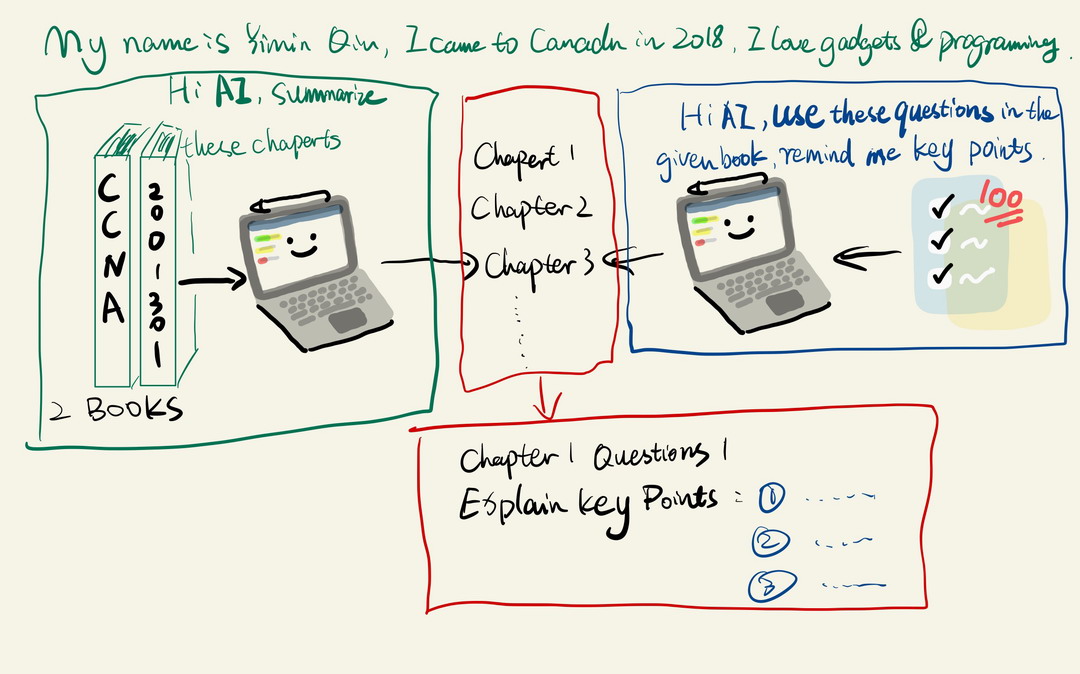 My name is Yimin Qin, I came to Canada in 2018, I love gadgets & programing.
Hi AI, summarize
these chaperts
CCNA
200-301
2 BOOKS
Chapert 1
Chapter 2
Chapter 3
Hi AI, use these questions in the
given book, remind me key points.
100
Chapter 1 Questions 1
Explain key Points : ①
②
③